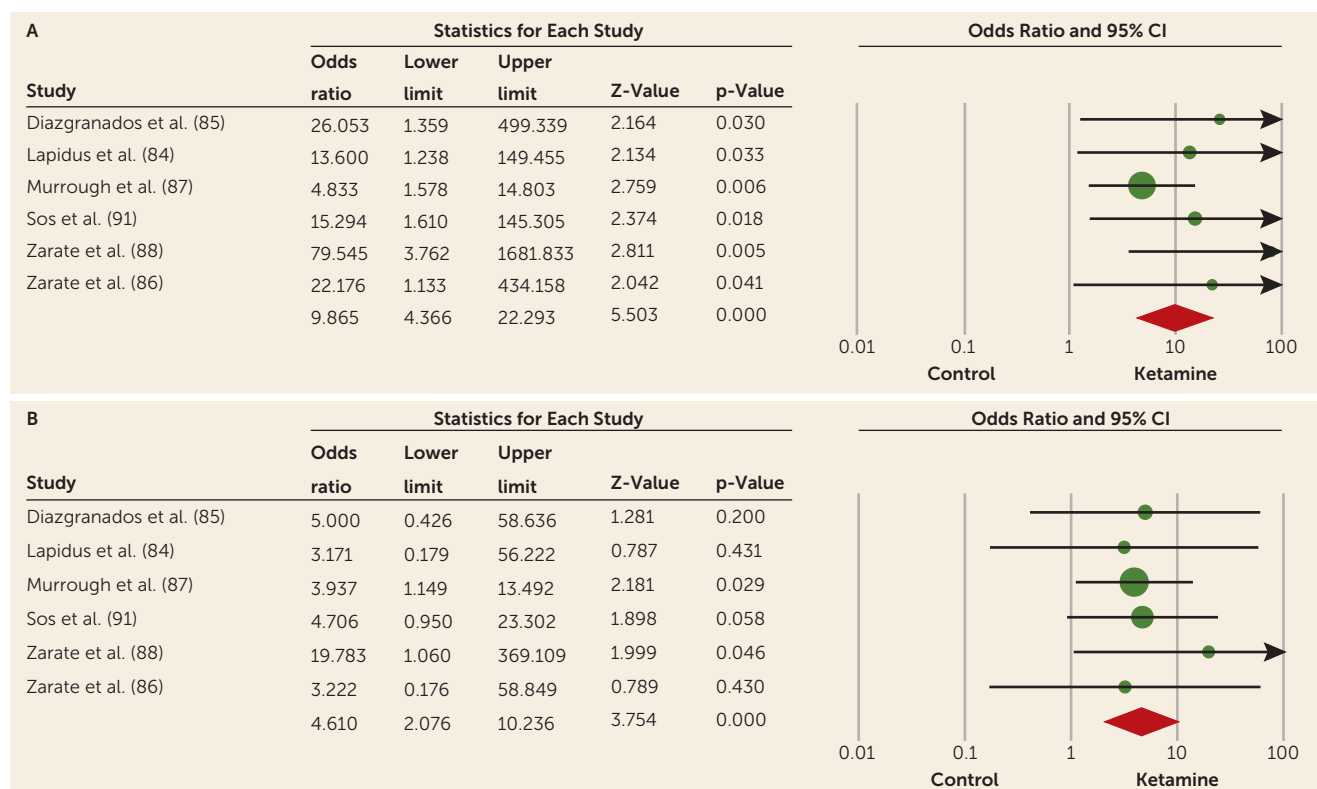 A Statistics for Each Study Odds Ratio and 95% CI
Odds Lower Upper
Study ratio limit limit Z-Value p-Value
Diazgranados et al. (85) 26.053 1.359 499.339 2.164 0.030
Lapidus et al. (84) 13.600 1.238 149.455 2.134 0.033
Murrough et al. (87) 4.833 1.578 14.803 2.759 0.006
Sos et al. (91) 15.294 1.610 145.305 2.374 0.018
Zarate et al. (88) 79.545 3.762 1681.833 2.811 0.005
Zarate et al. (86) 22.176 1.133 434.158 2.042 0.041
9.865 4.366 22.293 5.503 0.000
0.01 0.1 1 10 100
Control Ketamine
B Statistics for Each Study Odds Ratio and 95% CI
Odds Lower Upper
Study ratio limit limit Z-Value p-Value
Diazgranados et al. (85) 5.000 0.426 58.636 1.281 0.200
Lapidus et al. (84) 3.171 0.179 56.222 0.787 0.431
Murrough et al. (87) 3.937 1.149 13.492 2.181 0.029
Sos et al. (91) 4.706 0.950 23.302 1.898 0.058
Zarate et al. (88) 19.783 1.060 369.109 1.999 0.046
Zarate et al. (86) 3.222 0.176 58.849 0.789 0.430
4.610 2.076 10.236 3.754 0.000
0.01 0.1 1 10 100
Control Ketamine